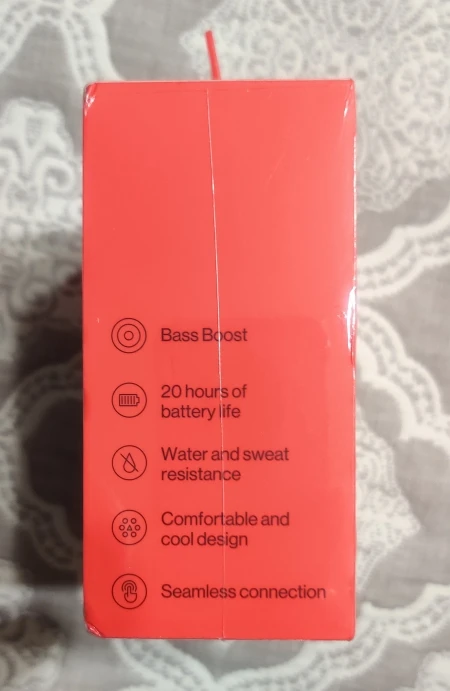 Bass Boost
20 hours of
battery life
Water and sweat
resistance
Comfortable and
cool design
Seamless connection